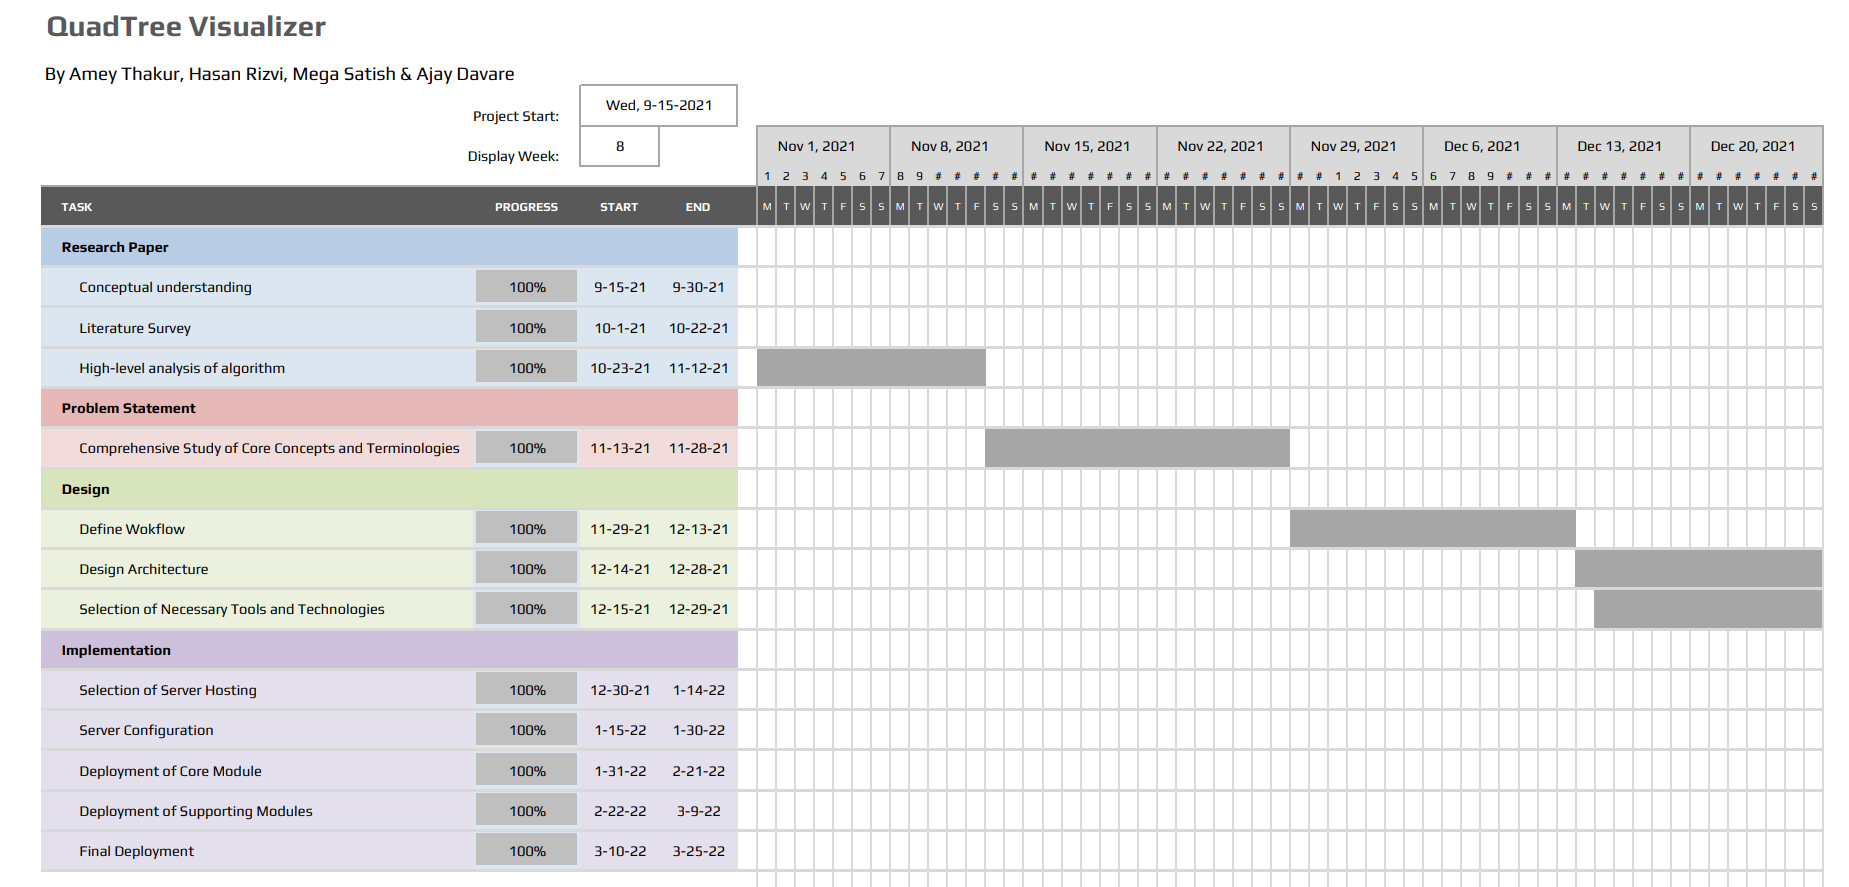 QuadTree Visualizer
By Amey Thakur, Hasan Rizvi, Mega Satish & Ajay Davare
Project Start: Wed, 9-15-2021
Display Week: 8
Nov 1, 2021 Nov 8, 2021 Nov 15, 2021 Nov 22, 2021 Nov 29, 2021 Dec 6, 2021 Dec 13, 2021 Dec 20, 2021
1 2 3 4 5 6 7 8 9 # # # # # # # # # # # # # # # # # # # # # 1 2 3 4 5 6 7 8 9 # # # # # # # # # # # # # # # # #
TASK PROGRESS START END M T W T F S S M T W T F S S M T W T F S S M T W T F S S M T W T F S S M T W T F S S M T W T F S S M T W T F S S
Research Paper
Conceptual understanding 100% 9-15-21 9-30-21
Literature Survey 100% 10-1-21 10-22-21
High-level analysis of algorithm 100% 10-23-21 11-12-21
Problem Statement
Comprehensive Study of Core Concepts and Terminologies 100% 11-13-21 11-28-21
Design
Define Wokflow 100% 11-29-21 12-13-21
Design Architecture 100% 12-14-21 12-28-21
Selection of Necessary Tools and Technologies 100% 12-15-21 12-29-21
Implementation
Selection of Server Hosting 100% 12-30-21 1-14-22
Server Configuration 100% 1-15-22 1-30-22
Deployment of Core Module 100% 1-31-22 2-21-22
Deployment of Supporting Modules 100% 2-22-22 3-9-22
Final Deployment 100% 3-10-22 3-25-22